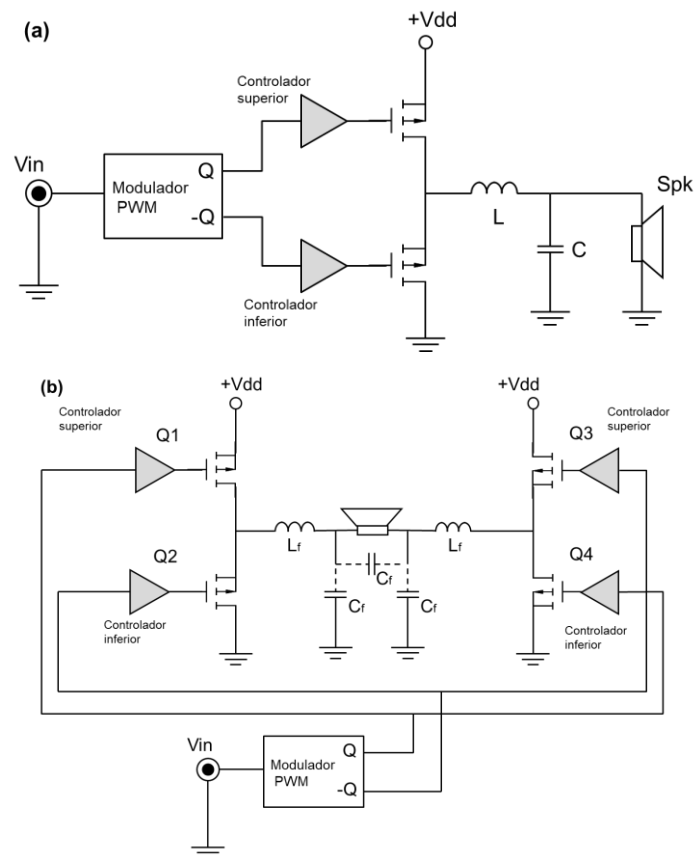 (a)
+Vdd
Controlador
superior
Vin
Modulador
PWM
Q
-Q
L
C
Spk
Controlador
inferior
(b)
+Vdd
+Vdd
Controlador
superior
Q1
Q3
Controlador
superior
Lf
Lf
Q2
Q4
Cf
Cf
Cf
Controlador
inferior
Controlador
inferior
Vin
Modulador
PWM
Q
-Q